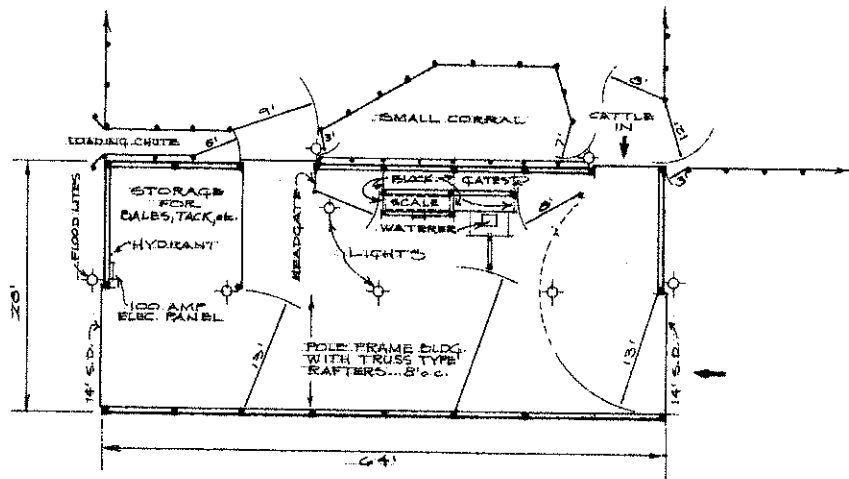 9'
6'
3'
LOADING CHUTE
SMALL CORRAL
7'
8'
CATTLE
IN
12'
3'
BLOCK GATES
SCALE
8'
WATERER
STORAGE
FOR
BALES, TACK, etc.
HYDRANT
FLOOD LITES
HEADGATE
LIGHTS
100 AMP
ELEC. PANEL
28'
14' S.D.
13'
POLE FRAME BLDG.
WITH TRUSS TYPE
RAFTERS...8' o.c.
13'
14' S.D.
64'